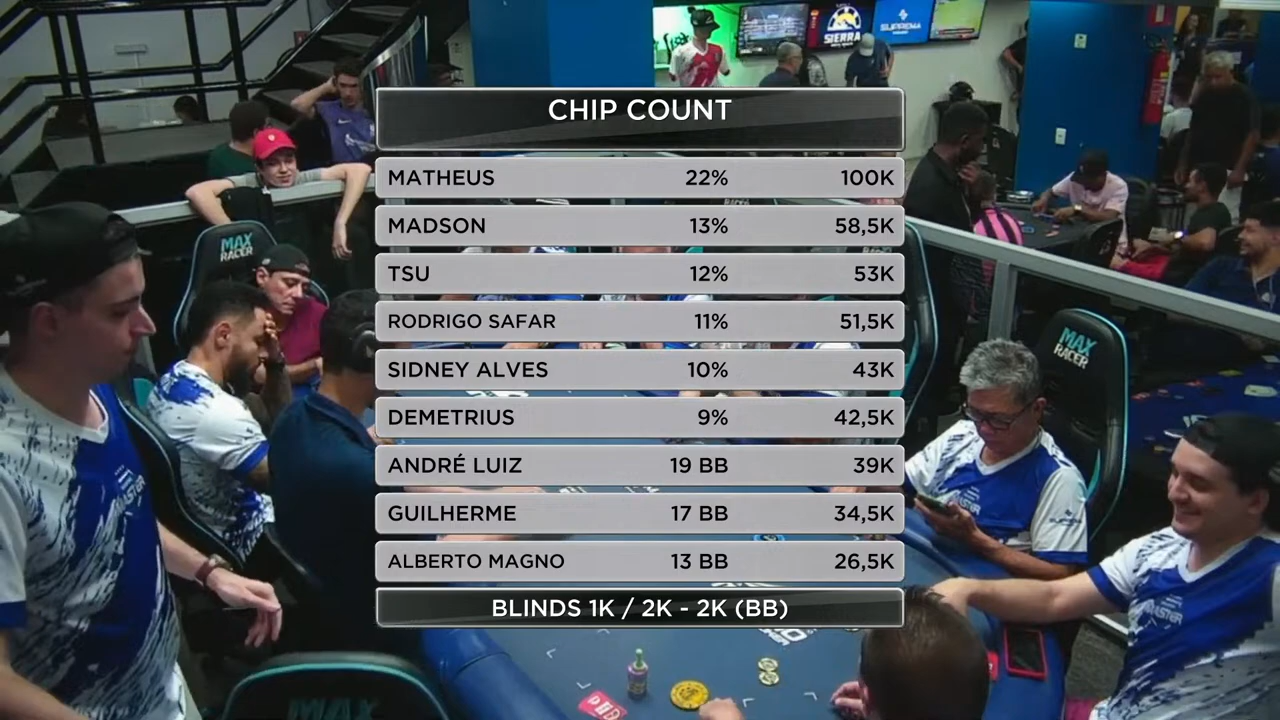 SIERRA
SUPREMA
CHIP COUNT
MATHEUS 22% 100K
MADSON 13% 58,5K
TSU 12% 53K
RODRIGO SAFAR 11% 51,5K
SIDNEY ALVES 10% 43K
DEMETRIUS 9% 42,5K
ANDRÉ LUIZ 19 BB 39K
GUILHERME 17 BB 34,5K
ALBERTO MAGNO 13 BB 26,5K
BLINDS 1K / 2K - 2K (BB)
MAX
RACER
MAX
RACER
MAX